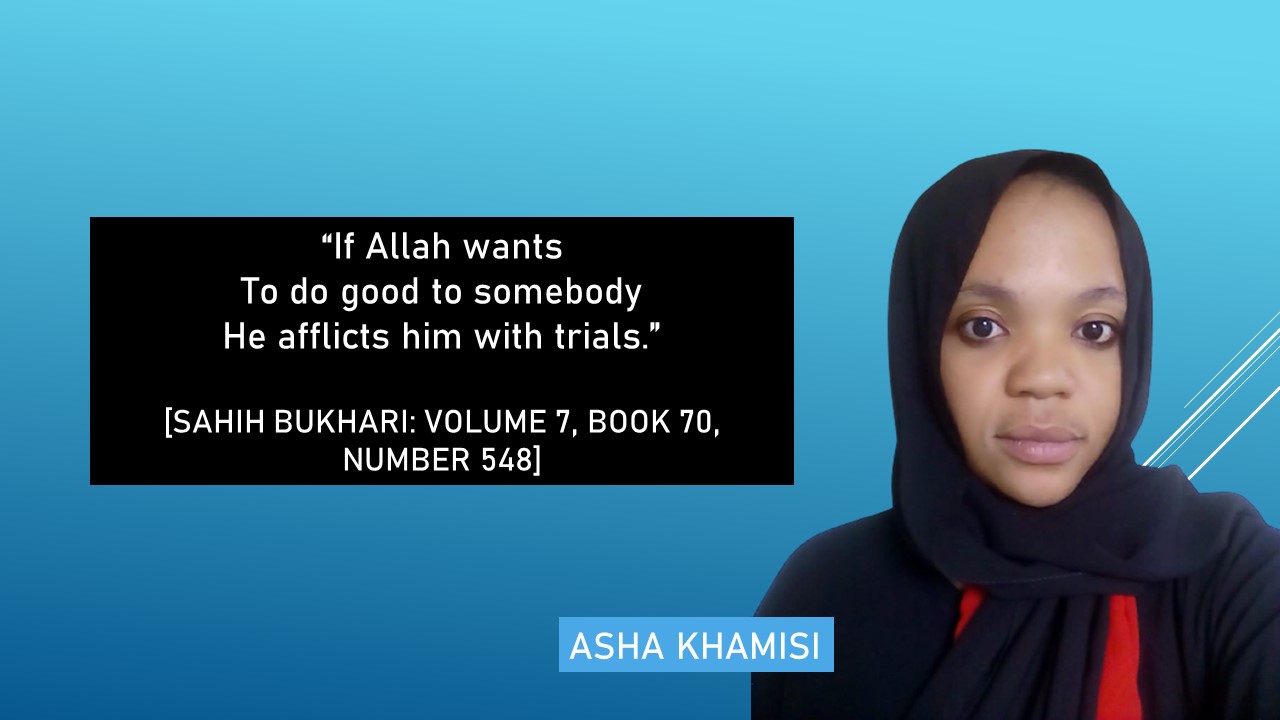 “If Allah wants
To do good to somebody
He afflicts him with trials.”
[SAHIH BUKHARI: VOLUME 7, BOOK 70,
NUMBER 548]
ASHA KHAMISI